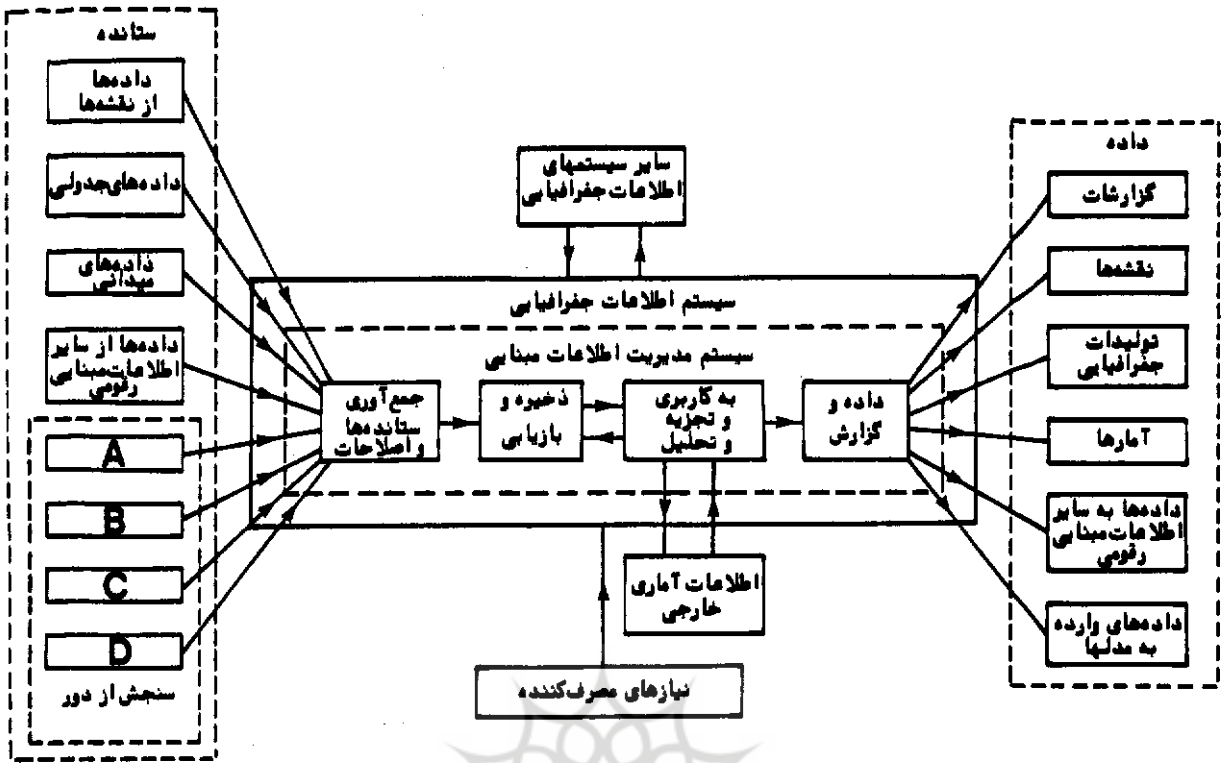 ستانده
داده‌ها
از نقشه‌ها
داده‌های جدولی
داده‌های
میدانی
داده‌ها از سایر
اطلاعات مبنایی
رقومی
A
B
C
D
سنجش از دور
سایر سیستمهای
اطلاعات جغرافیایی
سیستم اطلاعات جغرافیایی
سیستم مدیریت اطلاعات مبنایی
جمع‌آوری
ستانده‌ها
و اصلاحات
ذخیره و
بازیابی
به کاربری
و تجزیه
و تحلیل
داده و
گزارش
اطلاعات آماری
خارجی
نیازهای مصرف‌کننده
داده
گزارشات
نقشه‌ها
تولیدات
جغرافیایی
آمارها
داده‌ها به سایر
اطلاعات مبنایی
رقومی
داده‌های وارده
به مدلها